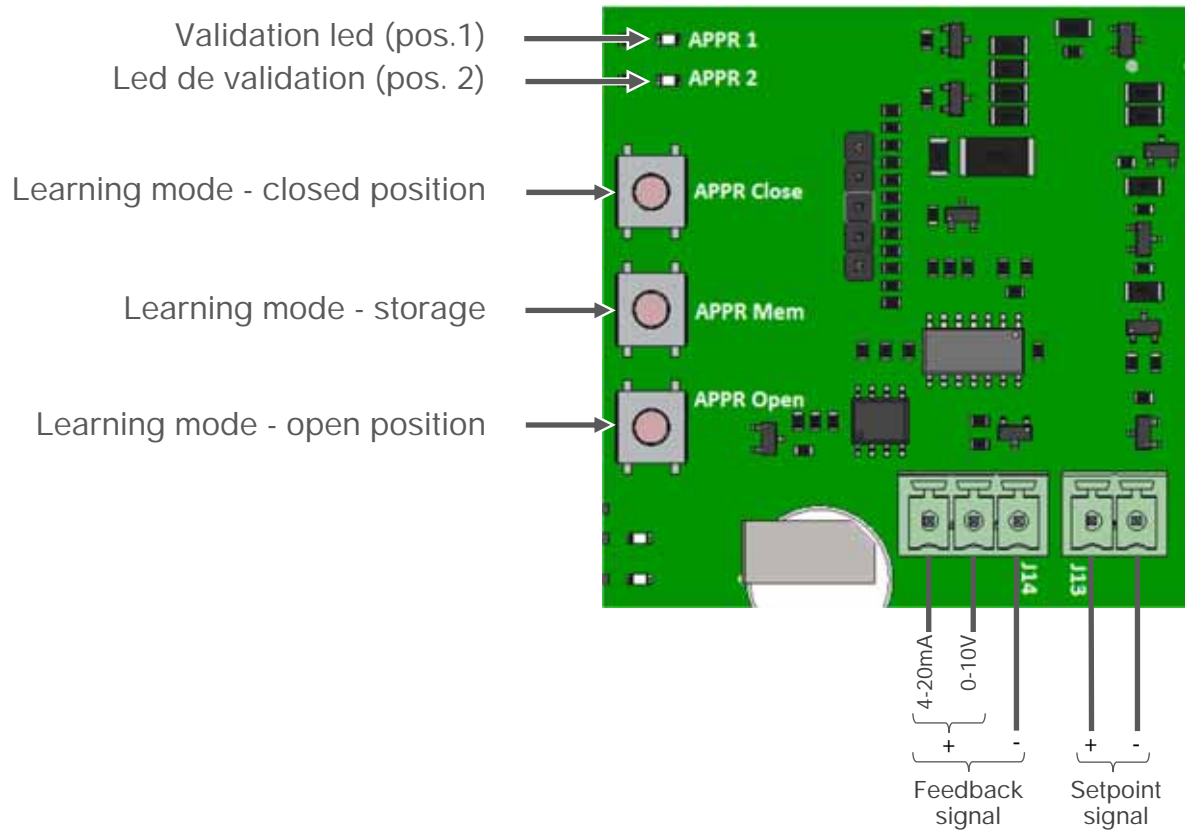 Validation led (pos.1)
APPR 1
Led de validation (pos. 2)
APPR 2
Learning mode - closed position
APPR Close
Learning mode - storage
APPR Mem
Learning mode - open position
APPR Open
J14
J13
4-20mA
0-10V
+
-
+
-
Feedback
signal
Setpoint
signal